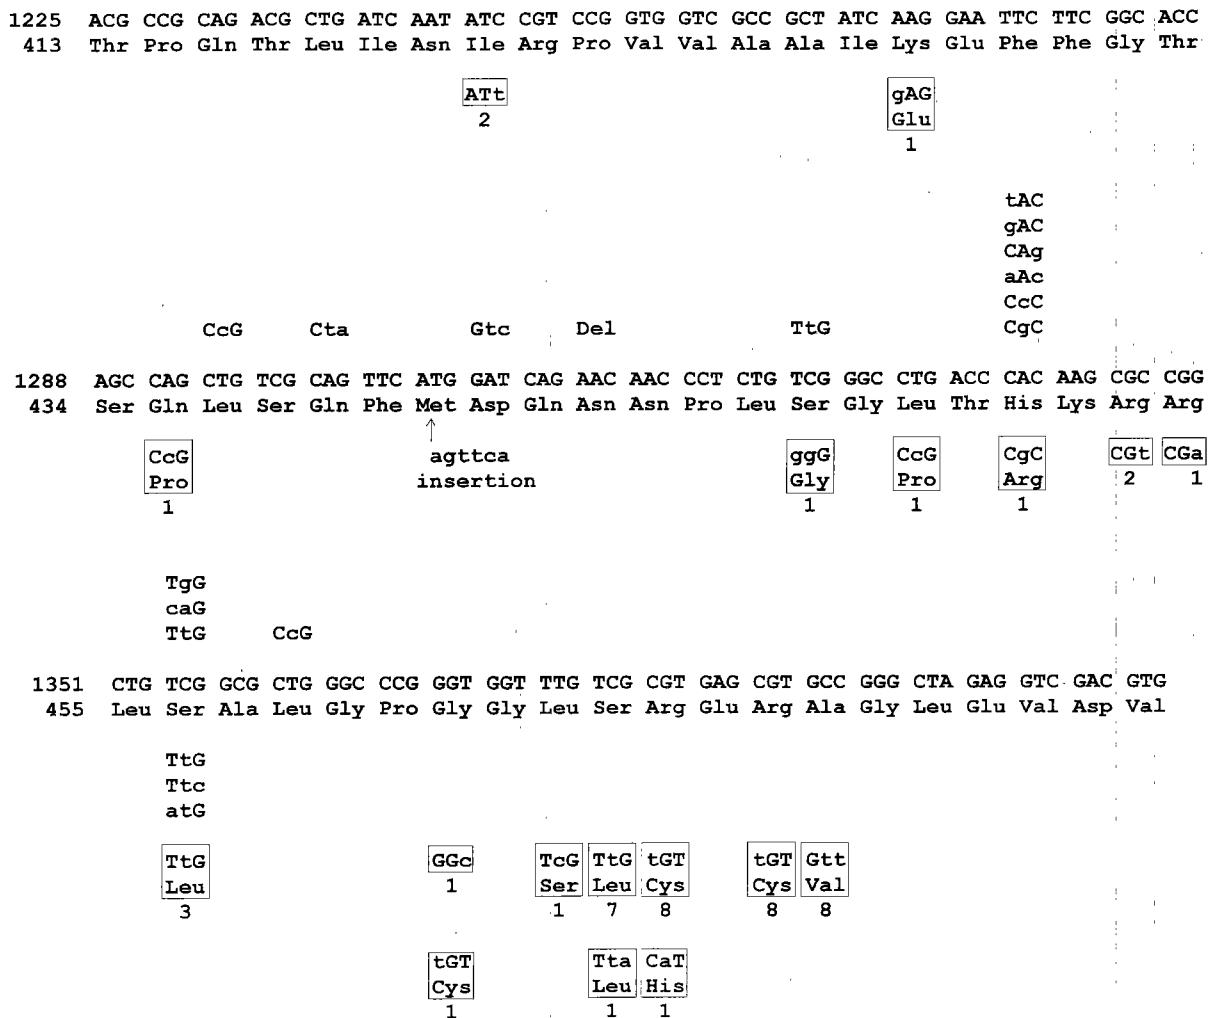 1225 ACG CCG CAG ACG CTG ATC AAT ATC CGT CCG GTG GTC GCC GCT ATC AAG GAA TTC TTC GGC ACC
413 Thr Pro Gln Thr Leu Ile Asn Ile Arg Pro Val Val Ala Ala Ile Lys Glu Phe Phe Gly Thr
ATt gAG
Glu
2
1
tAC
gAC
CAg
aAc
CcC
CcG Cta Gtc Del TtG CgC
1288 AGC CAG CTG TCG CAG TTC ATG GAT CAG AAC AAC CCT CTG TCG GGC CTG ACC CAC AAG CGC CGG
434 Ser Gln Leu Ser Gln Phe Met Asp Gln Asn Asn Pro Leu Ser Gly Leu Thr His Lys Arg Arg
CcG agttca ggG CcG CgC CGt CGa
Pro insertion Gly Pro Arg 2 1
1 1 1 1
TgG
caG
TtG CcG
1351 CTG TCG GCG CTG GGC CCG GGT GGT TTG TCG CGT GAG CGT GCC GGG CTA GAG GTC GAC GTG
455 Leu Ser Ala Leu Gly Pro Gly Gly Leu Ser Arg Glu Arg Ala Gly Leu Glu Val Asp Val
TtG
Ttc
atG
TtG GGc TcG TtG tGT tGT Gtt
Leu 1 Ser Leu Cys Cys Val
3 1 7 8 8 8
tGT Tta CaT
Cys Leu His
1 1 1